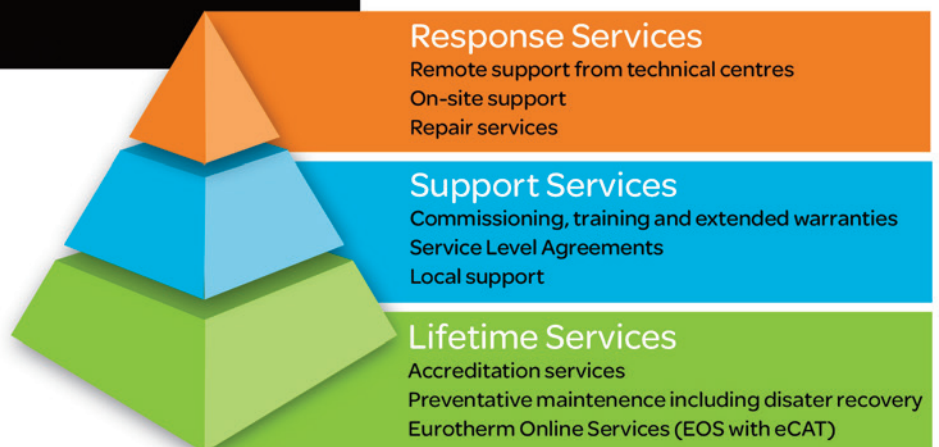 Response Services
Remote support from technical centres
On-site support
Repair services
Support Services
Commissioning, training and extended warranties
Service Level Agreements
Local support
Lifetime Services
Accreditation services
Preventative maintenence including disater recovery
Eurotherm Online Services (EOS with eCAT)